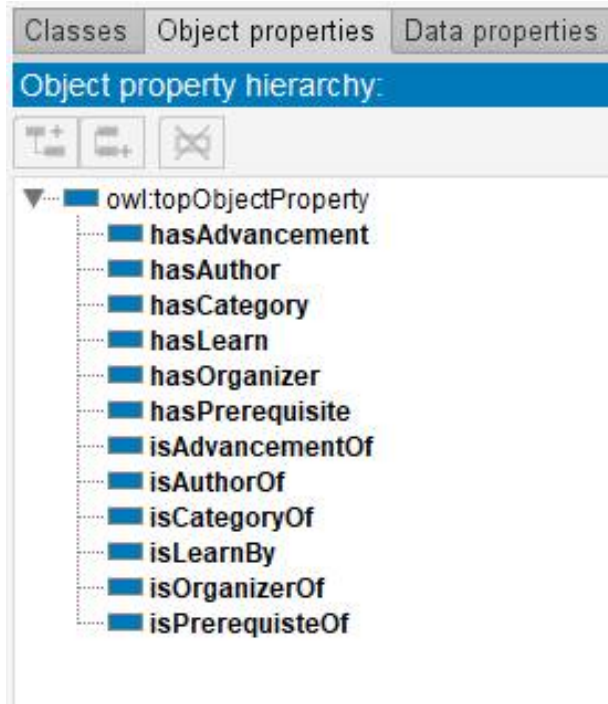 Classes Object properties Data properties
Object property hierarchy:
owl:topObjectProperty
hasAdvancement
hasAuthor
hasCategory
hasLearn
hasOrganizer
hasPrerequisite
isAdvancementOf
isAuthorOf
isCategoryOf
isLearnBy
isOrganizerOf
isPrerequisteOf